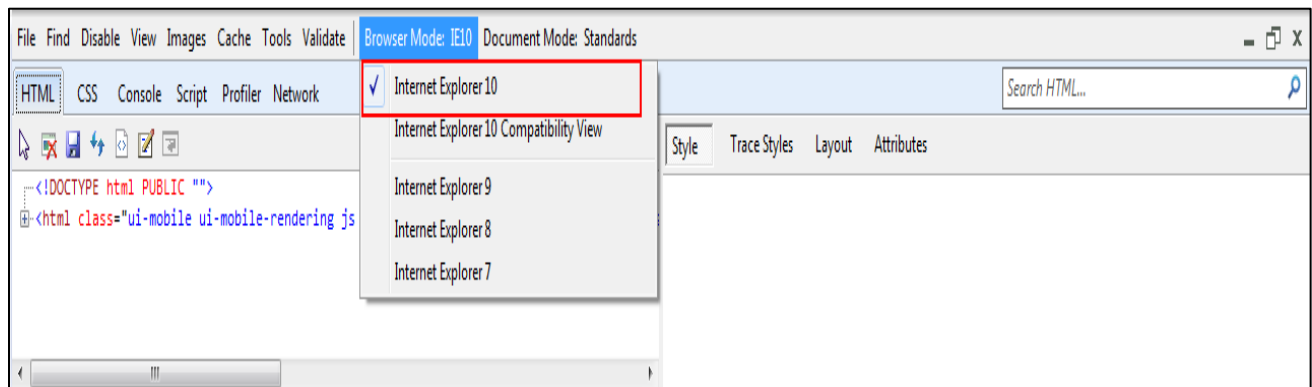 File Find Disable View Images Cache Tools Validate Browser Mode: IE10 Document Mode: Standards
HTML CSS Console Script Profiler Network
Search HTML...
Internet Explorer 10
Internet Explorer 10 Compatibility View
Internet Explorer 9
Internet Explorer 8
Internet Explorer 7
Style Trace Styles Layout Attributes
<!DOCTYPE html PUBLIC "">
<html class="ui-mobile ui-mobile-rendering js